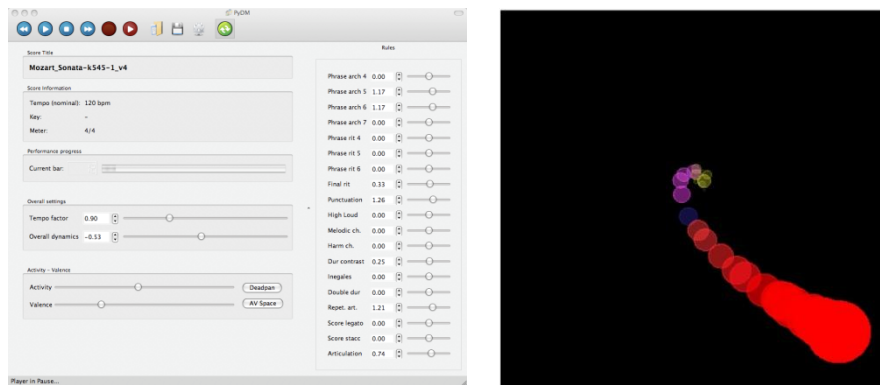 PyDM
Score Title
Mozart_Sonata-k545-1_v4
Score Information
Tempo (nominal): 120 bpm
Key: -
Meter: 4/4
Performance progress
Current bar:
Overall settings
Tempo factor 0.90
Overall dynamics -0.53
Activity - Valence
Activity Deadpan
Valence AV Space
Rules
Phrase arch 4 0.00
Phrase arch 5 1.17
Phrase arch 6 1.17
Phrase arch 7 0.00
Phrase rit 4 0.00
Phrase rit 5 0.00
Phrase rit 6 0.00
Final rit 0.33
Punctuation 1.26
High Loud 0.00
Melodic ch. 0.00
Harm ch. 0.00
Dur contrast 0.25
Inegales 0.00
Double dur 0.00
Repet. art. 1.21
Score legato 0.00
Score stacc 0.00
Articulation 0.74
Player in Pause...